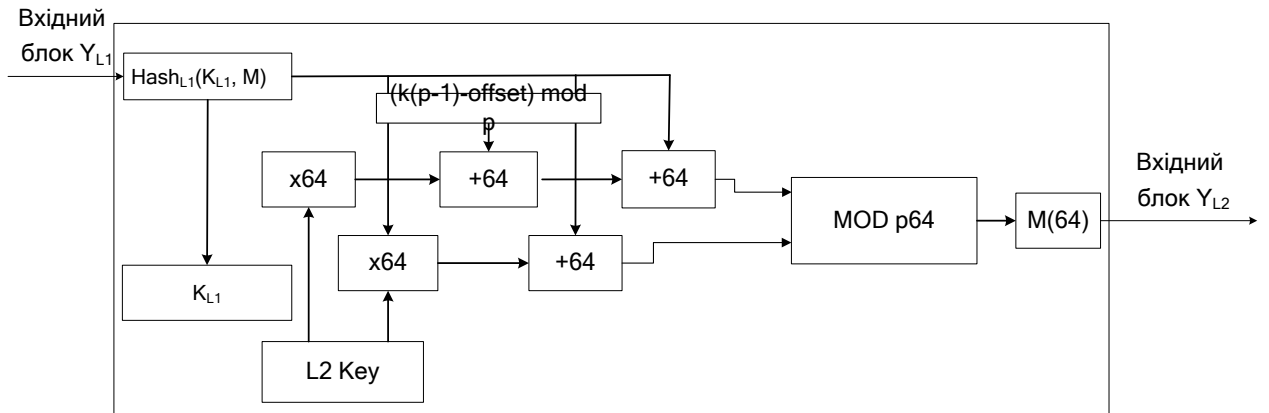 Вхідний
блок YL1
HashL1(KL1, M)
(k(p-1)-offset) mod
p
x64
+64
+64
Вхідний
блок YL2
MOD p64
M(64)
x64
+64
KL1
L2 Key